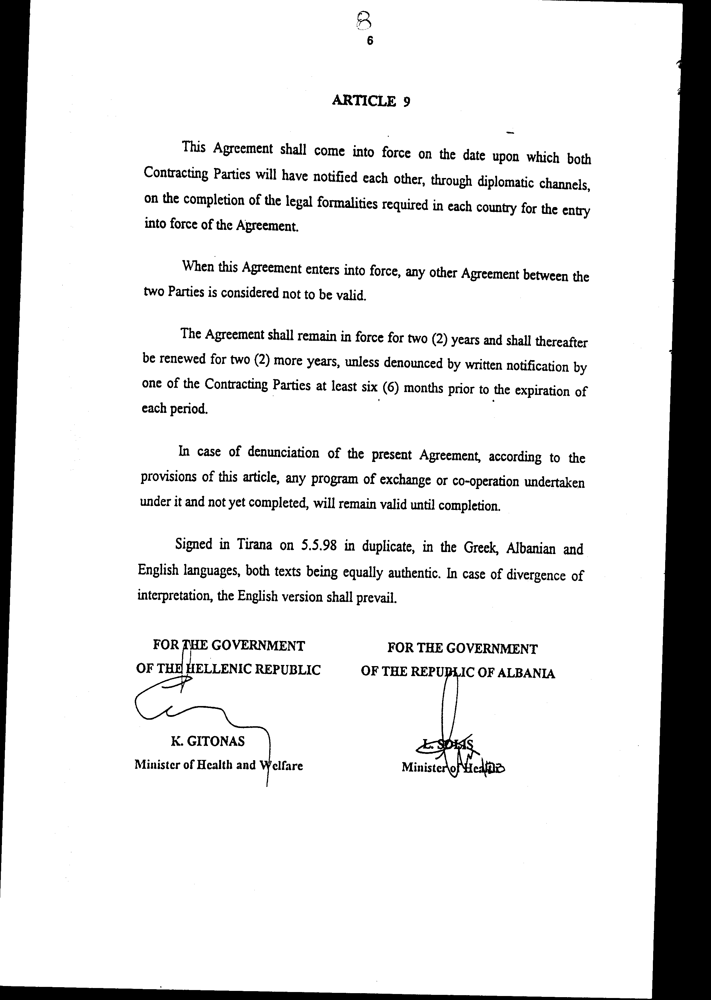 8
6
ARTICLE 9
This Agreement shall come into force on the date upon which both
Contracting Parties will have notified each other, through diplomatic channels,
on the completion of the legal formalities required in each country for the entry
into force of the Agreement.
When this Agreement enters into force, any other Agreement between the
two Parties is considered not to be valid.
The Agreement shall remain in force for two (2) years and shall thereafter
be renewed for two (2) more years, unless denounced by written notification by
one of the Contracting Parties at least six (6) months prior to the expiration of
each period.
In case of denunciation of the present Agreement, according to the
provisions of this article, any program of exchange or co-operation undertaken
under it and not yet completed, will remain valid until completion.
Signed in Tirana on 5.5.98 in duplicate, in the Greek, Albanian and
English languages, both texts being equally authentic. In case of divergence of
interpretation, the English version shall prevail.
FOR THE GOVERNMENT
OF THE HELLENIC REPUBLIC
K. GITONAS
Minister of Health and Welfare
FOR THE GOVERNMENT
OF THE REPUBLIC OF ALBANIA
L. SOLIS
Minister of Health